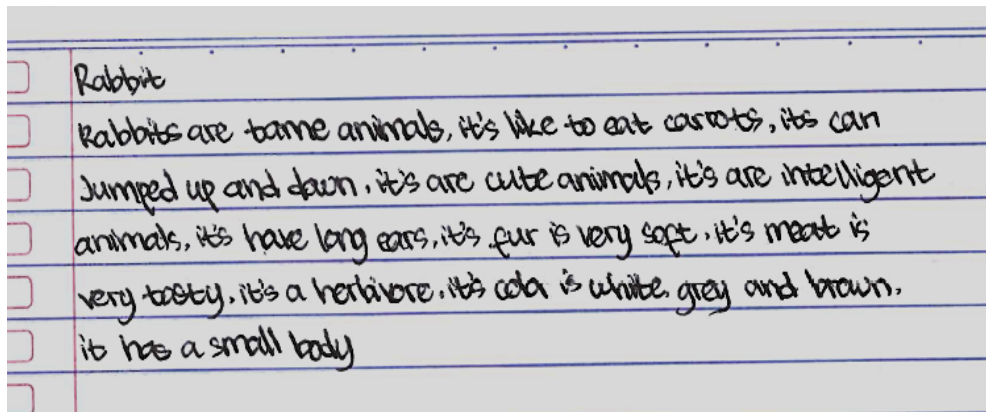 Rabbit
Rabbits are tame animals, it's like to eat carrots, its can
Jumped up and down, it's are cute animals, it's are intelligent
animals, it's have long ears, it's fur is very soft, it's meat is
very tasty, it's a herbivore, it's color is white, grey and brown,
it has a small body